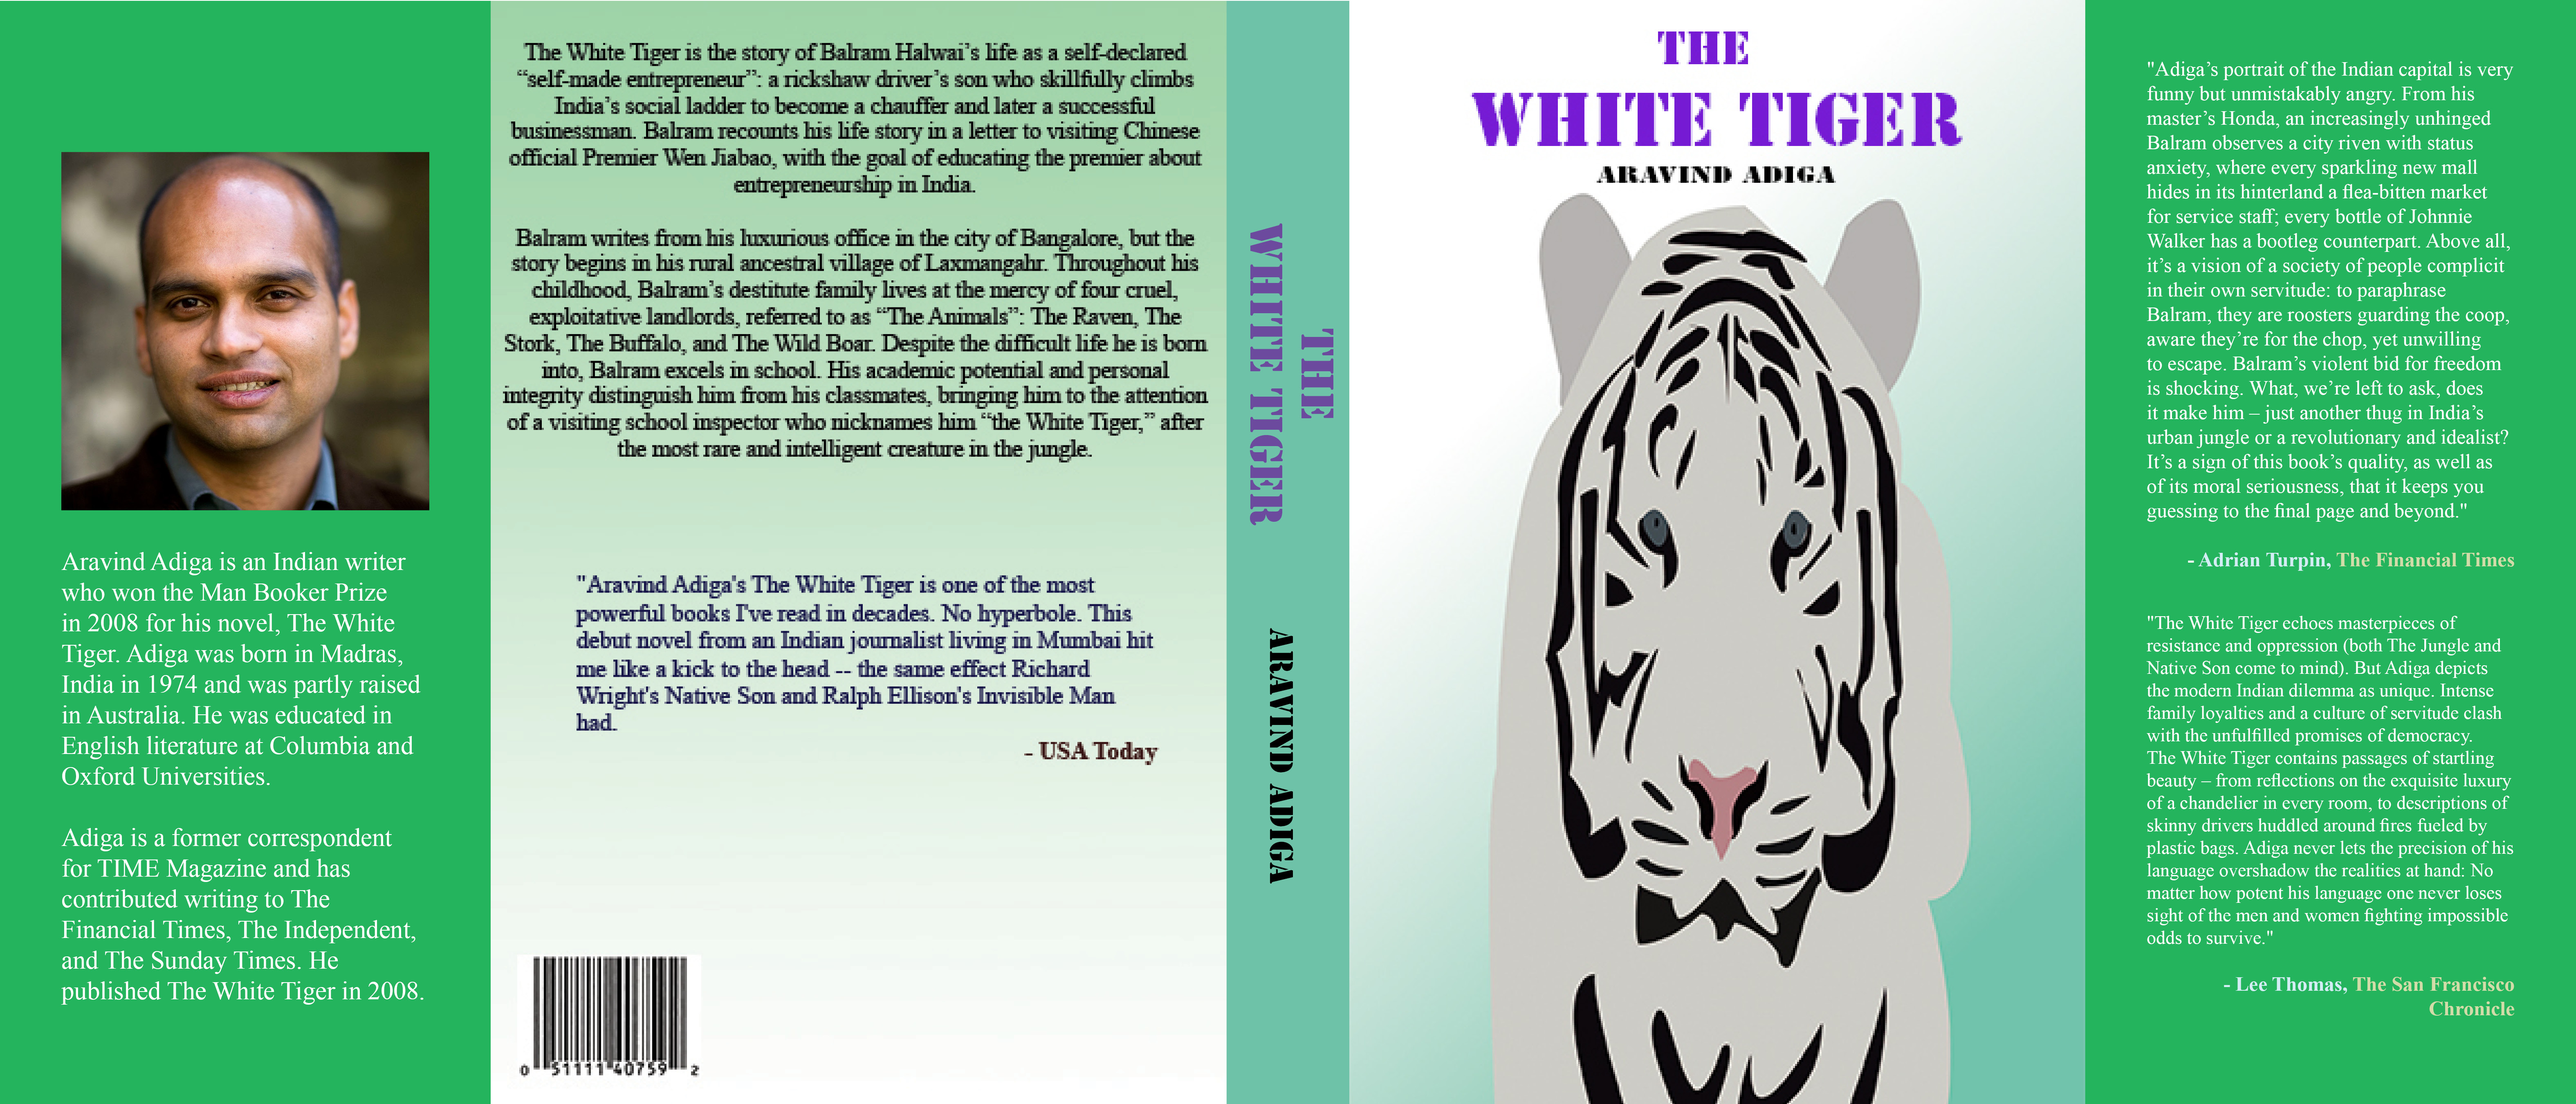 Aravind Adiga is an Indian writer
who won the Man Booker Prize
in 2008 for his novel, The White
Tiger. Adiga was born in Madras,
India in 1974 and was partly raised
in Australia. He was educated in
English literature at Columbia and
Oxford Universities.
Adiga is a former correspondent
for TIME Magazine and has
contributed writing to The
Financial Times, The Independent,
and The Sunday Times. He
published The White Tiger in 2008.
The White Tiger is the story of Balram Halwai’s life as a self-declared
“self-made entrepreneur”: a rickshaw driver’s son who skillfully climbs
India’s social ladder to become a chauffer and later a successful
businessman. Balram recounts his life story in a letter to visiting Chinese
official Premier Wen Jiabao, with the goal of educating the premier about
entrepreneurship in India.
Balram writes from his luxurious office in the city of Bangalore, but the
story begins in his rural ancestral village of Laxmangahr. Throughout his
childhood, Balram’s destitute family lives at the mercy of four cruel,
exploitative landlords, referred to as “The Animals”: The Raven, The
Stork, The Buffalo, and The Wild Boar. Despite the difficult life he is born
into, Balram excels in school. His academic potential and personal
integrity distinguish him from his classmates, bringing him to the attention
of a visiting school inspector who nicknames him “the White Tiger,” after
the most rare and intelligent creature in the jungle.
"Aravind Adiga's The White Tiger is one of the most
powerful books I've read in decades. No hyperbole. This
debut novel from an Indian journalist living in Mumbai hit
me like a kick to the head -- the same effect Richard
Wright's Native Son and Ralph Ellison's Invisible Man
had.
- USA Today
0 51111 40759 2
THE
WHITE TIGER
ARAVIND ADIGA
THE
WHITE TIGER
ARAVIND ADIGA
"Adiga’s portrait of the Indian capital is very
funny but unmistakably angry. From his
master’s Honda, an increasingly unhinged
Balram observes a city riven with status
anxiety, where every sparkling new mall
hides in its hinterland a flea-bitten market
for service staff; every bottle of Johnnie
Walker has a bootleg counterpart. Above all,
it’s a vision of a society of people complicit
in their own servitude: to paraphrase
Balram, they are roosters guarding the coop,
aware they’re for the chop, yet unwilling
to escape. Balram’s violent bid for freedom
is shocking. What, we’re left to ask, does
it make him – just another thug in India’s
urban jungle or a revolutionary and idealist?
It’s a sign of this book’s quality, as well as
of its moral seriousness, that it keeps you
guessing to the final page and beyond."
- Adrian Turpin, The Financial Times
"The White Tiger echoes masterpieces of
resistance and oppression (both The Jungle and
Native Son come to mind). But Adiga depicts
the modern Indian dilemma as unique. Intense
family loyalties and a culture of servitude clash
with the unfulfilled promises of democracy.
The White Tiger contains passages of startling
beauty – from reflections on the exquisite luxury
of a chandelier in every room, to descriptions of
skinny drivers huddled around fires fueled by
plastic bags. Adiga never lets the precision of his
language overshadow the realities at hand: No
matter how potent his language one never loses
sight of the men and women fighting impossible
odds to survive."
- Lee Thomas, The San Francisco
Chronicle